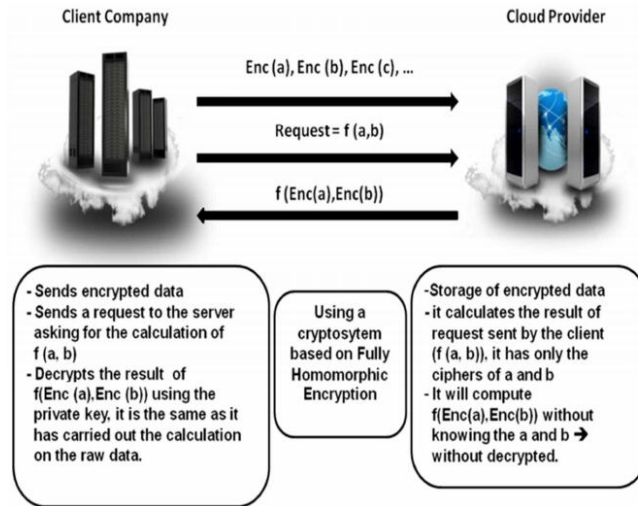 Client Company
Cloud Provider
Enc (a), Enc (b), Enc (c), ...
Request= f (a,b)
f (Enc(a),Enc(b))
- Sends encrypted data
- Sends a request to the server
asking for the calculation of
f (a, b)
- Decrypts the result of
f(Enc (a),Enc (b)) using the
private key, it is the same as it
has carried out the calculation
on the raw data.
Using a
cryptosytem
based on Fully
Homomorphic
Encryption
-Storage of encrypted data
- it calculates the result of
request sent by the client
(f (a, b)), it has only the
ciphers of a and b
- It will compute
f(Enc(a),Enc(b)) without
knowing the a and b ➔
without decrypted.